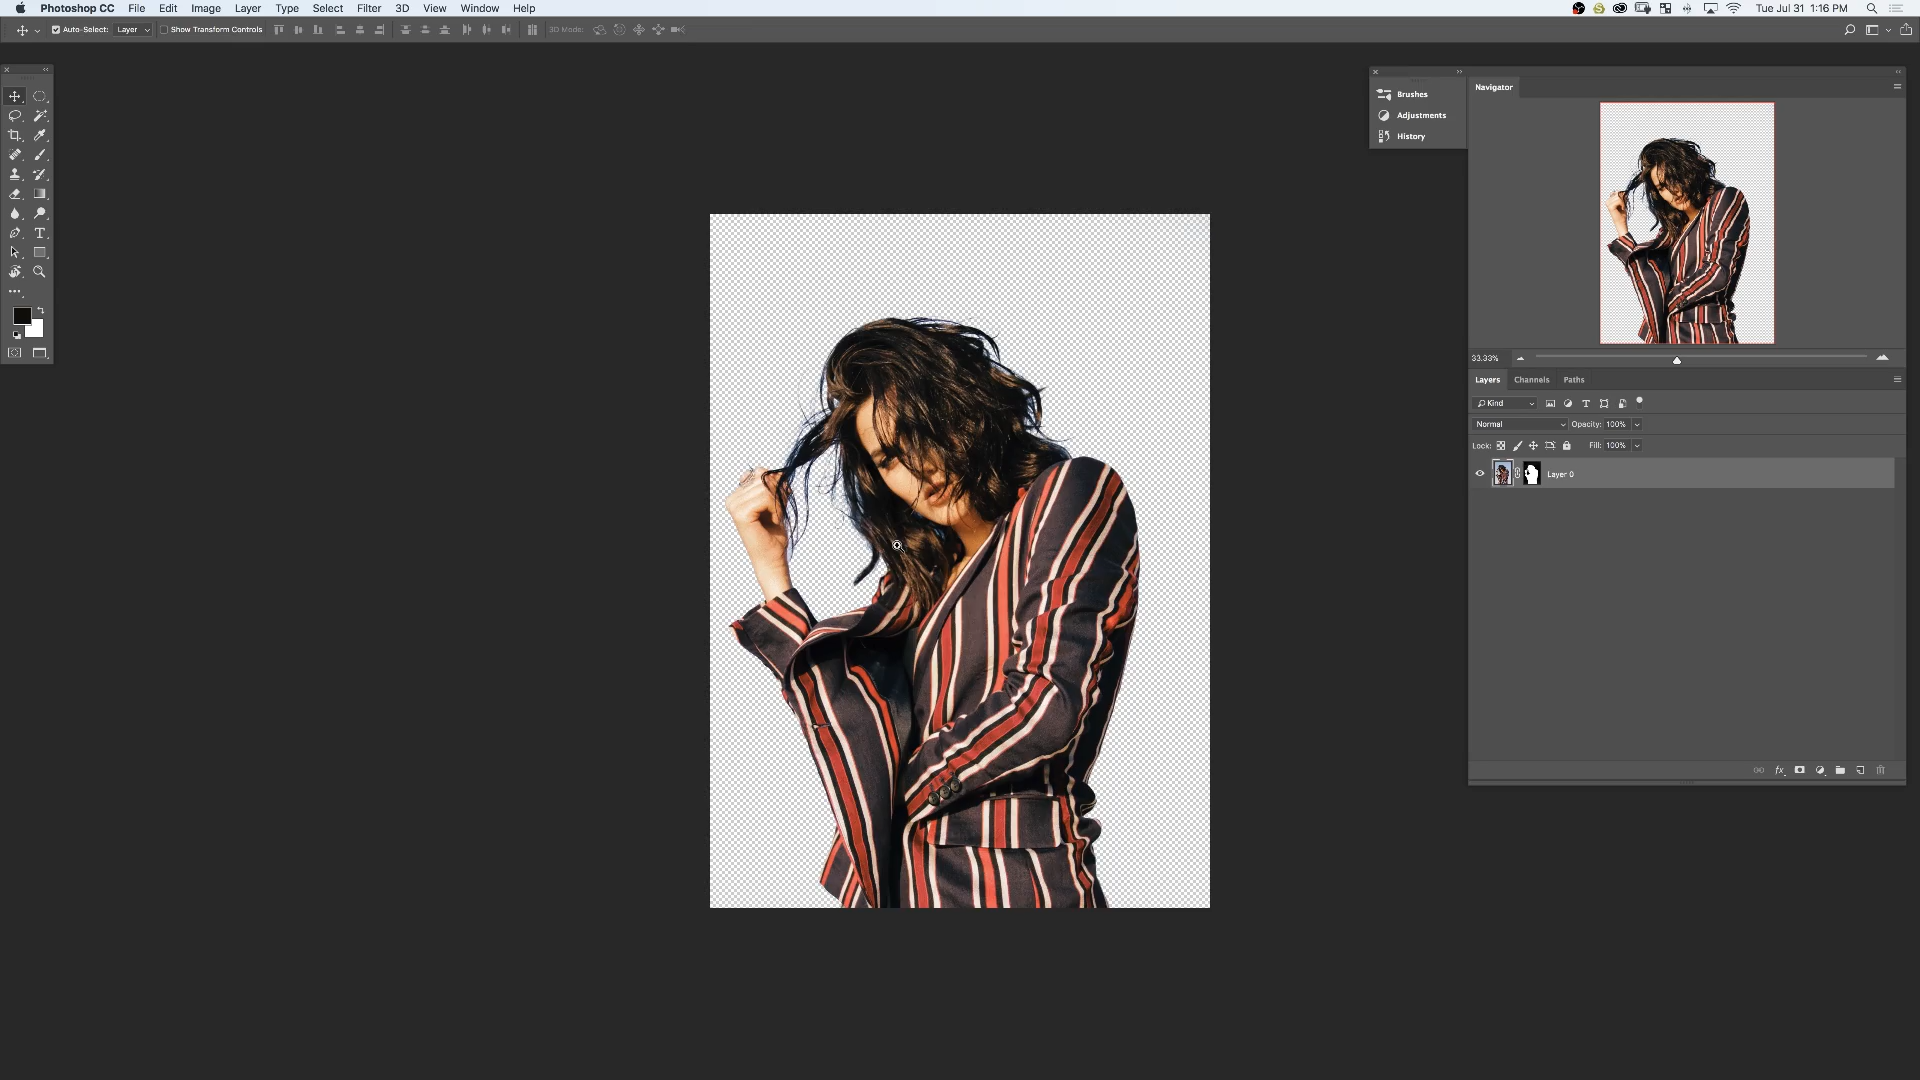 Photoshop CC File Edit Image Layer Type Select Filter 3D View Window Help Tue Jul 31 1:16 PM
Auto-Select: Layer Show Transform Controls 3D Mode:
Navigator
Brushes
Adjustments
History
33.33%
Layers Channels Paths
Kind
Normal Opacity: 100%
Lock: Fill: 100%
Layer 0
fx